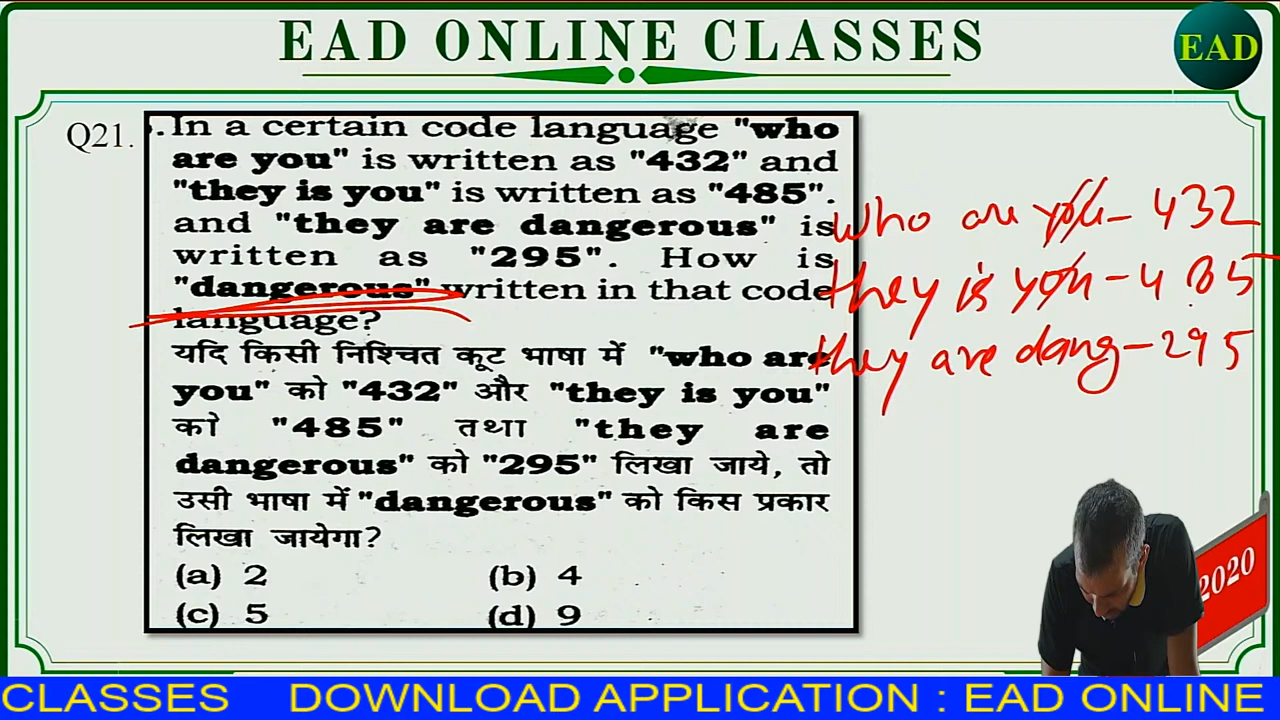 EAD ONLINE CLASSES
EAD
Q21.
.In a certain code language "who
are you" is written as "432" and
"they is you" is written as "485".
and "they are dangerous" is
written as "295". How is
"dangerous" written in that code
language?
यदि किसी निश्चित कूट भाषा में "who are
you" को "432" और "they is you"
को "485" तथा "they are
dangerous" को "295" लिखा जाये, तो
उसी भाषा में "dangerous" को किस प्रकार
लिखा जायेगा?
(a) 2 (b) 4
(c) 5 (d) 9
who are you - 432
they is you - 485
they are dang - 295
2020
CLASSES DOWNLOAD APPLICATION : EAD ONLINE